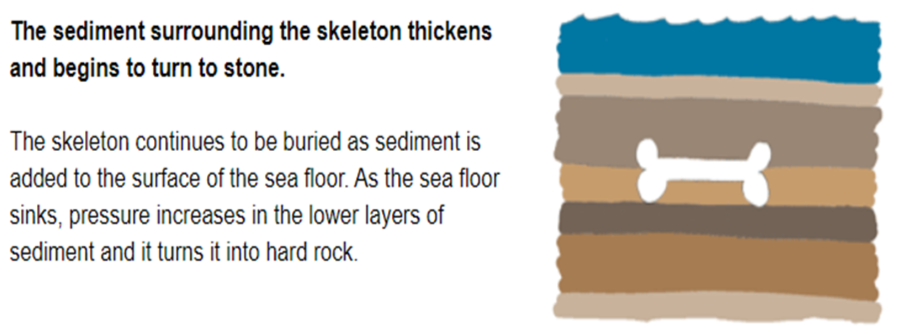 The sediment surrounding the skeleton thickens
and begins to turn to stone.
The skeleton continues to be buried as sediment is
added to the surface of the sea floor. As the sea floor
sinks, pressure increases in the lower layers of
sediment and it turns it into hard rock.